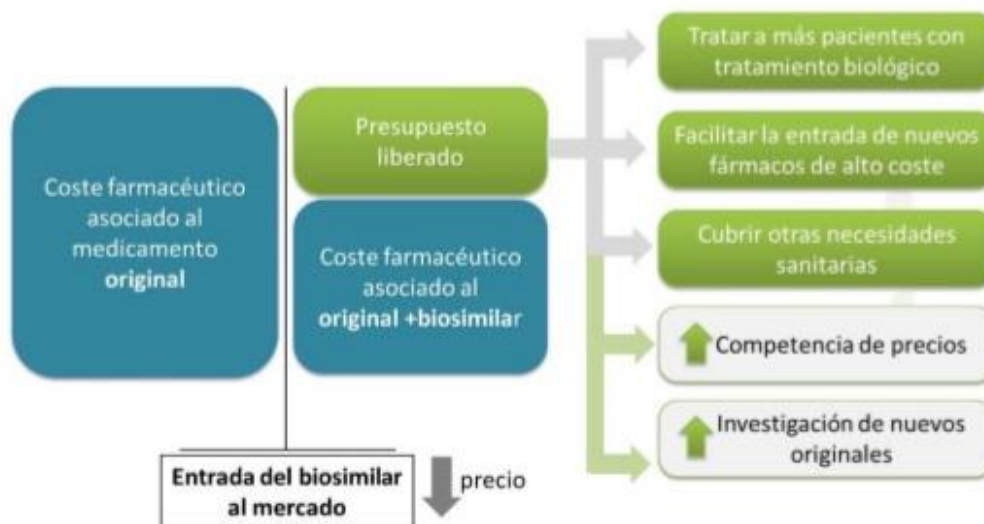 Coste farmacéutico
asociado al
medicamento
original
Presupuesto
liberado
Coste farmacéutico
asociado al
original +biosimilar
Entrada del biosimilar
al mercado
precio
Tratar a más pacientes con
tratamiento biológico
Facilitar la entrada de nuevos
fármacos de alto coste
Cubrir otras necesidades
sanitarias
Competencia de precios
Investigación de nuevos
originales